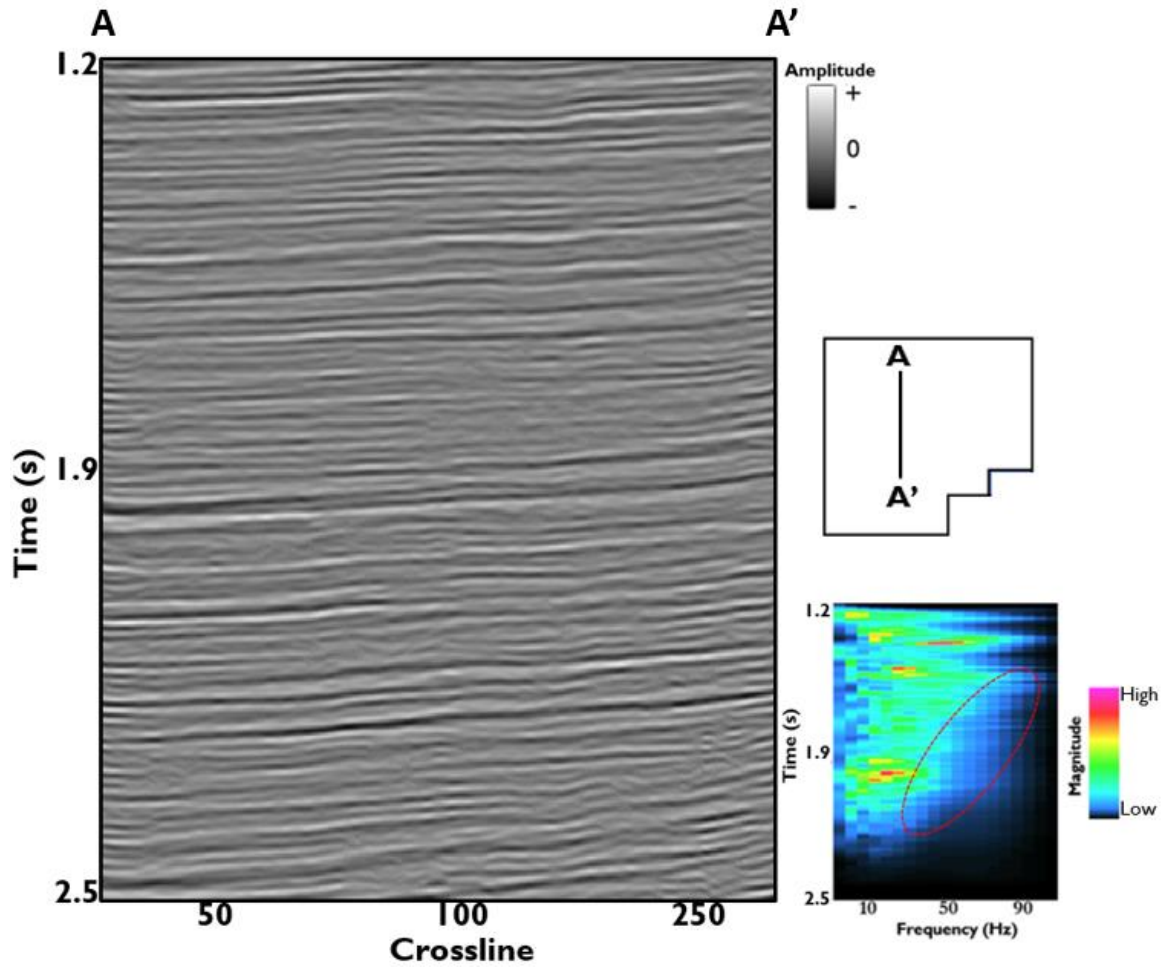 A A'
1.2
Amplitude
+
0
-
A
A'
Time (s)
1.9
2.5
50 100 250
Crossline
1.2
1.9
2.5
Time (s)
10 50 90
Frequency (Hz)
Magnitude
High
Low